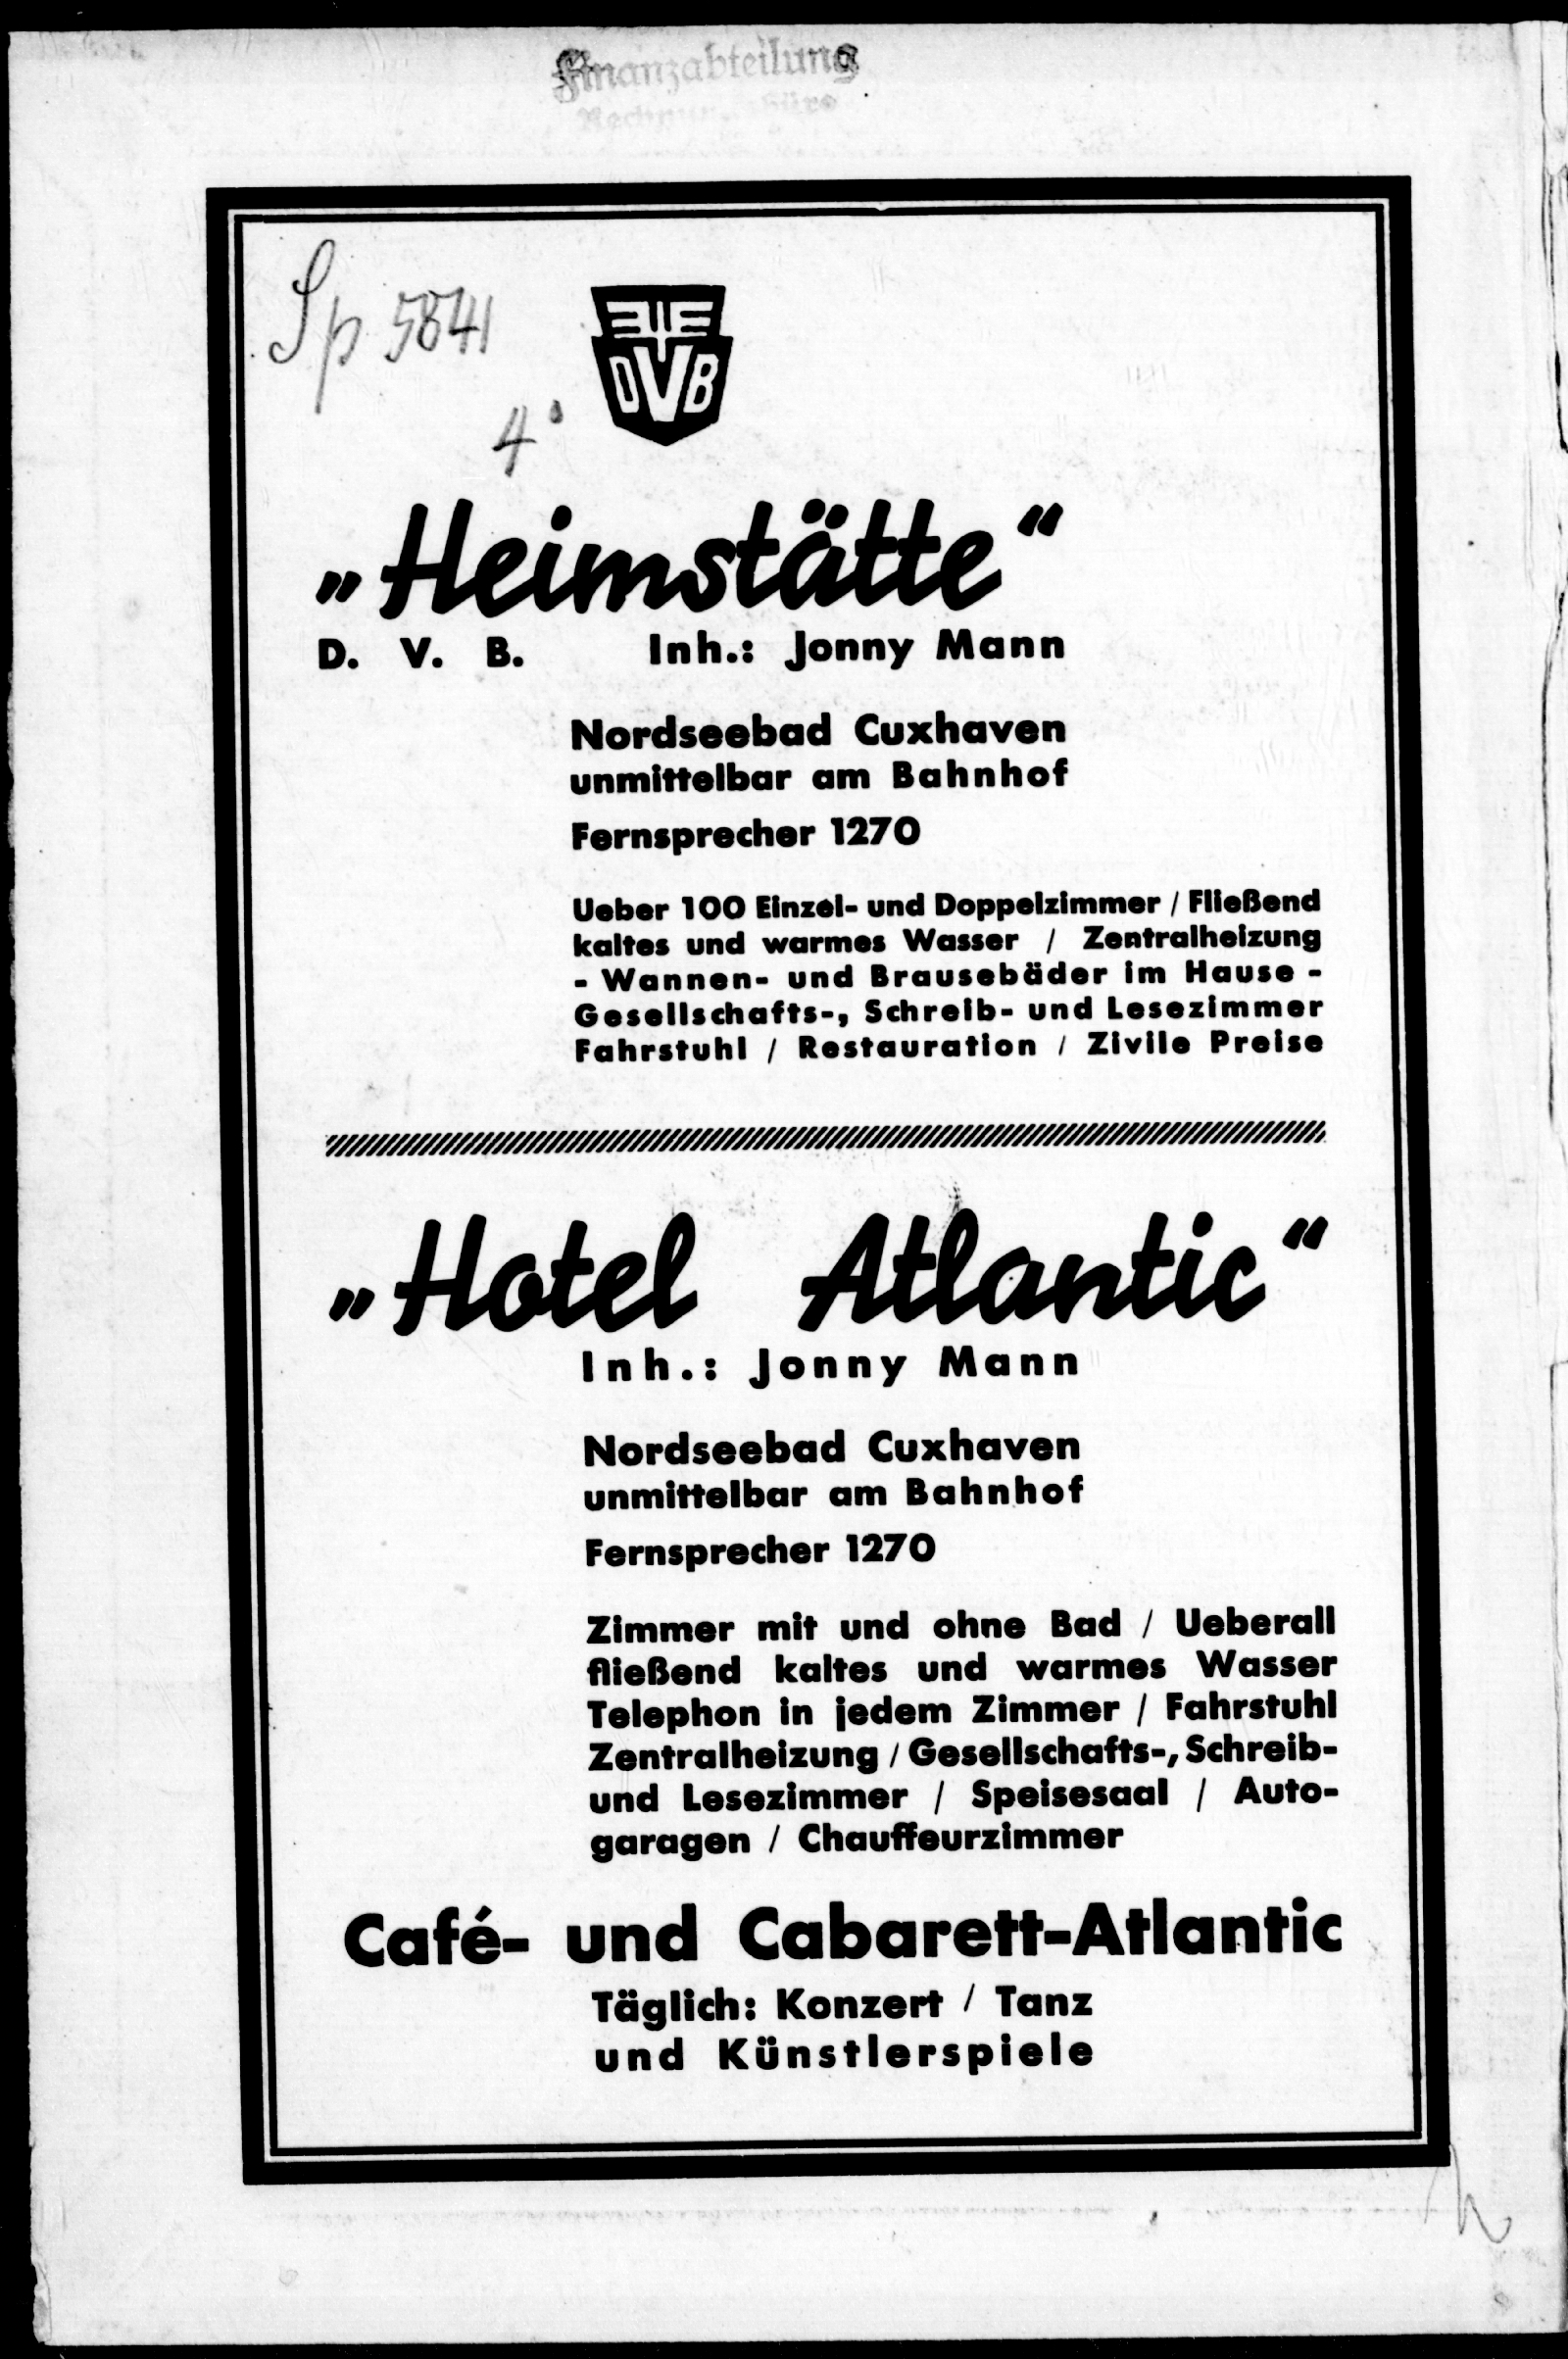 Finanzabteilung
Sp 5841
4°
DVB
„Heimstätte“
D. V. B. Inh.: Jonny Mann
Nordseebad Cuxhaven
unmittelbar am Bahnhof
Fernsprecher 1270
Ueber 100 Einzel- und Doppelzimmer / Fließend
kaltes und warmes Wasser / Zentralheizung
- Wannen- und Brausebäder im Hause -
Gesellschafts-, Schreib- und Lesezimmer
Fahrstuhl / Restauration / Zivile Preise
„Hotel Atlantic“
Inh.: Jonny Mann
Nordseebad Cuxhaven
unmittelbar am Bahnhof
Fernsprecher 1270
Zimmer mit und ohne Bad / Ueberall
fließend kaltes und warmes Wasser
Telephon in jedem Zimmer / Fahrstuhl
Zentralheizung / Gesellschafts-, Schreib-
und Lesezimmer / Speisesaal / Auto-
garagen / Chauffeurzimmer
Café- und Cabarett-Atlantic
Täglich: Konzert / Tanz
und Künstlerspiele